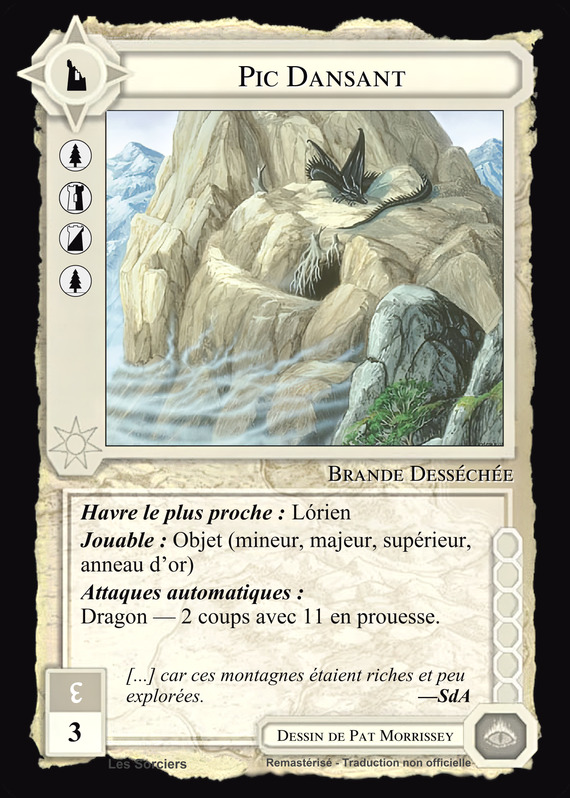 Pic Dansant
Brande Desséchée
Havre le plus proche : Lórien
Jouable : Objet (mineur, majeur, supérieur,
anneau d’or)
Attaques automatiques :
Dragon — 2 coups avec 11 en prouesse.
[...] car ces montagnes étaient riches et peu
explorées. —SdA
3
Dessin de Pat Morrissey
Les Sorciers
Remastérisé - Traduction non officielle